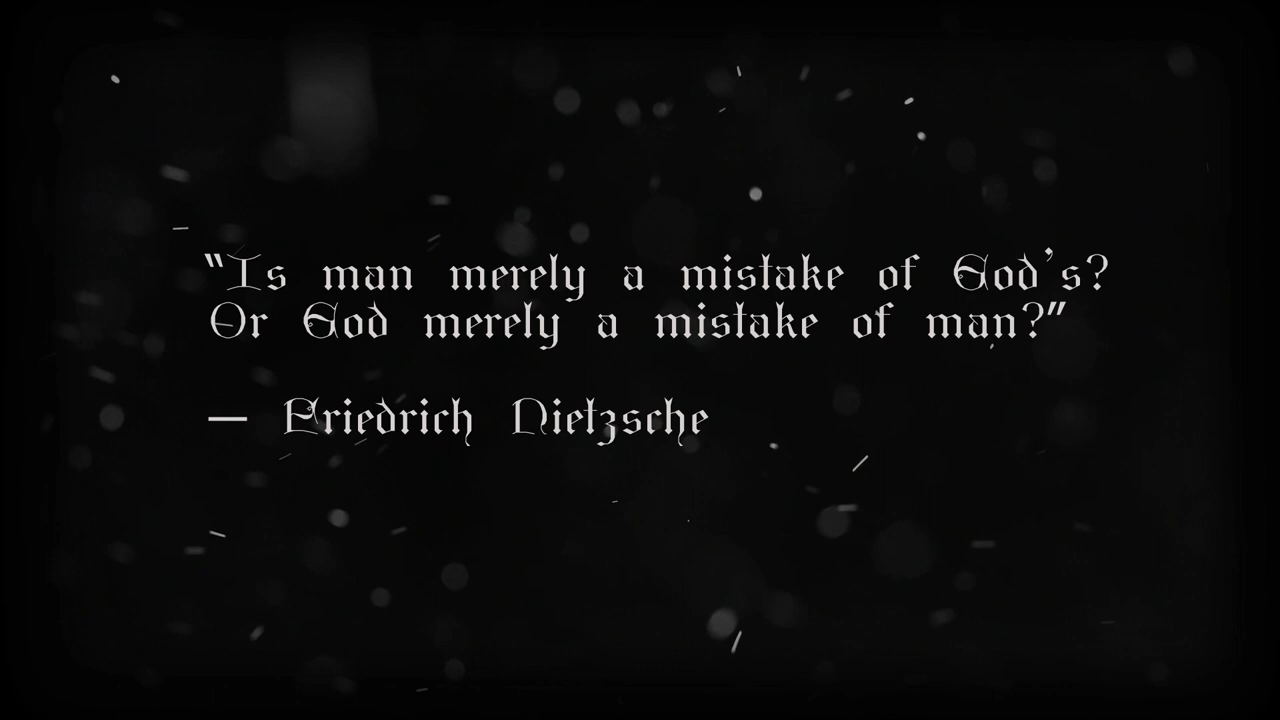 “Is man merely a mistake of God’s?
Or God merely a mistake of man?”
— Friedrich Nietzsche